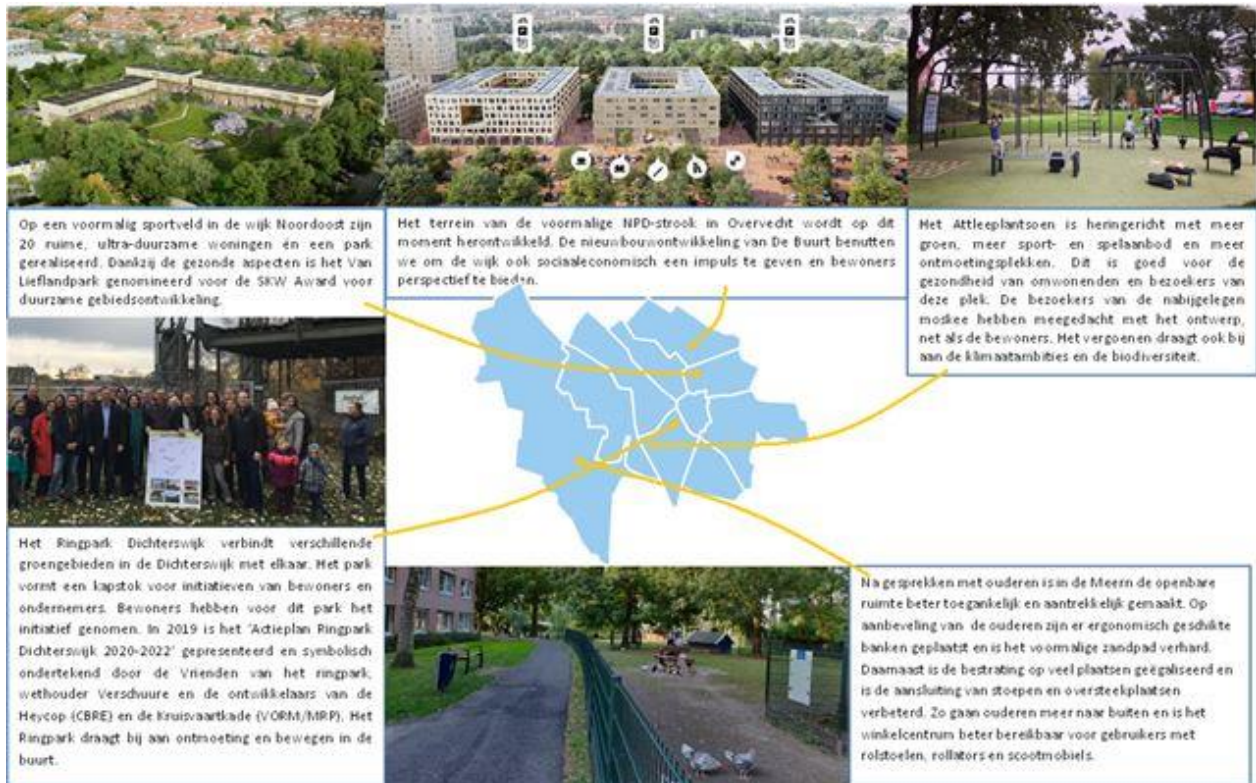 Op een voormalig sportveld in de wijk Noordoost zijn
20 ruime, ultra-duurzame woningen én een park
gerealiseerd. Dankzij de gezonde aspecten is het Van
Lieflandpark genomineerd voor de SKW Award voor
duurzame gebiedsontwikkeling.
Het terrein van de voormalige NPD-strook in Overvecht wordt op dit
moment herontwikkeld. De nieuwbouwontwikkeling van De Buurt benutten
we om de wijk ook sociaaleconomisch een impuls te geven en bewoners
perspectief te bieden.
Het Attleeplantsoen is heringericht met meer
groen, meer sport- en spelaanbod en meer
ontmoetingsplekken. Dit is goed voor de
gezondheid van omwonenden en bezoekers van
deze plek. De bezoekers van de nabijgelegen
moskee hebben meegedacht met het ontwerp,
net als de bewoners. Het vergoenen draagt ook bij
aan de klimaatambities en de biodiversiteit.
Het Ringpark Dichterswijk verbindt verschillende
groengebieden in de Dichterswijk met elkaar. Het park
vormt een kapstok voor initiatieven van bewoners en
ondernemers. Bewoners hebben voor dit park het
initiatief genomen. In 2019 is het 'Actieplan Ringpark
Dichterswijk 2020-2022' gepresenteerd en symbolisch
ondertekend door de Vrienden van het ringpark,
wethouder Verschuure en de ontwikkelaars van de
Heycop (CBRE) en de Kruisvaartkade (VORM/MRP). Het
Ringpark draagt bij aan ontmoeting en bewegen in de
buurt.
Na gesprekken met ouderen is in de Meern de openbare
ruimte beter toegankelijk en aantrekkelijk gemaakt. Op
aanbeveling van de ouderen zijn er ergonomisch geschikte
banken geplaatst en is het voormalige zandpad verhard.
Daarnaast is de bestrating op veel plaatsen geëgaliseerd en
is de aansluiting van stoepen en oversteekplaatsen
verbeterd. Zo gaan ouderen meer naar buiten en is het
winkelcentrum beter bereikbaar voor gebruikers met
rolstoelen, rollators en scootmobiels.